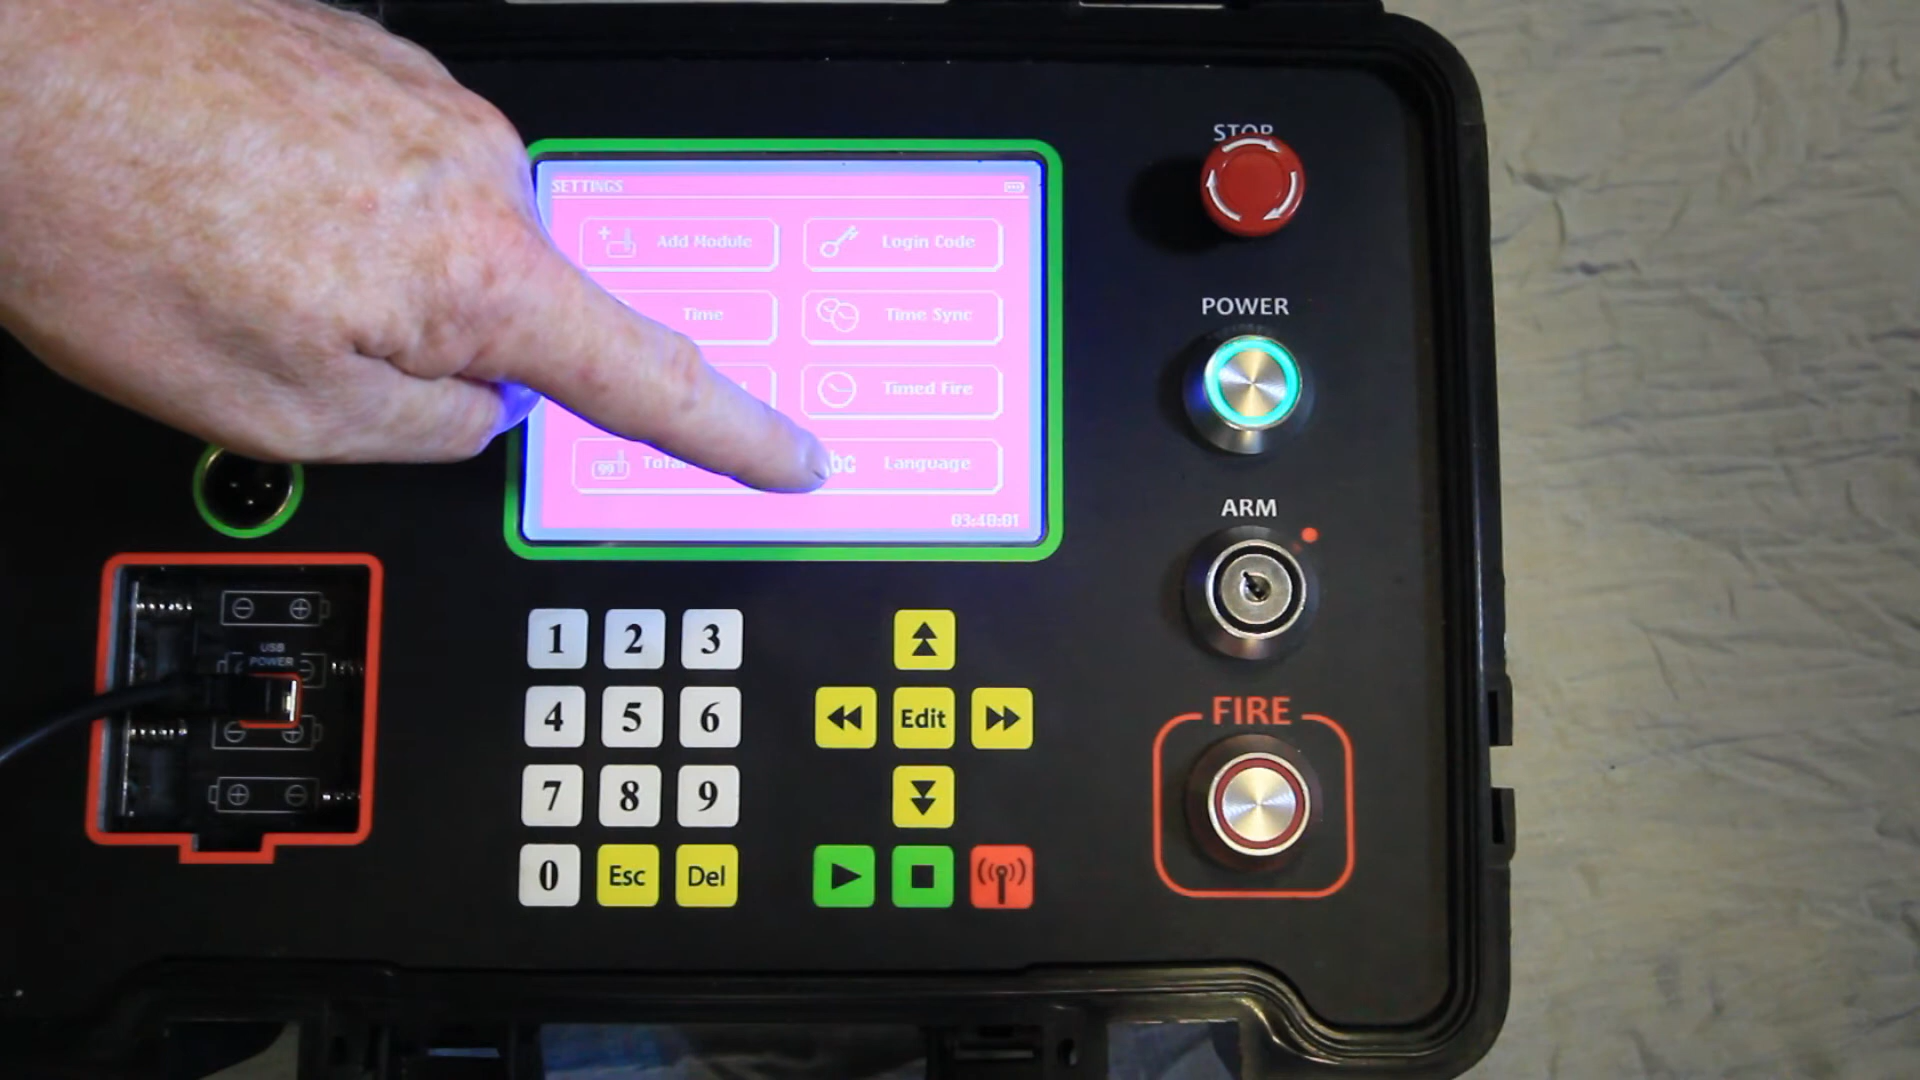 STOP
SETTINGS
Add Module
Login Code
POWER
Time
Time Sync
Timed Fire
99
Language
03:40:01
ARM
USB
POWER
1 2 3
4 5 6
Edit
FIRE
7 8 9
0 Esc Del